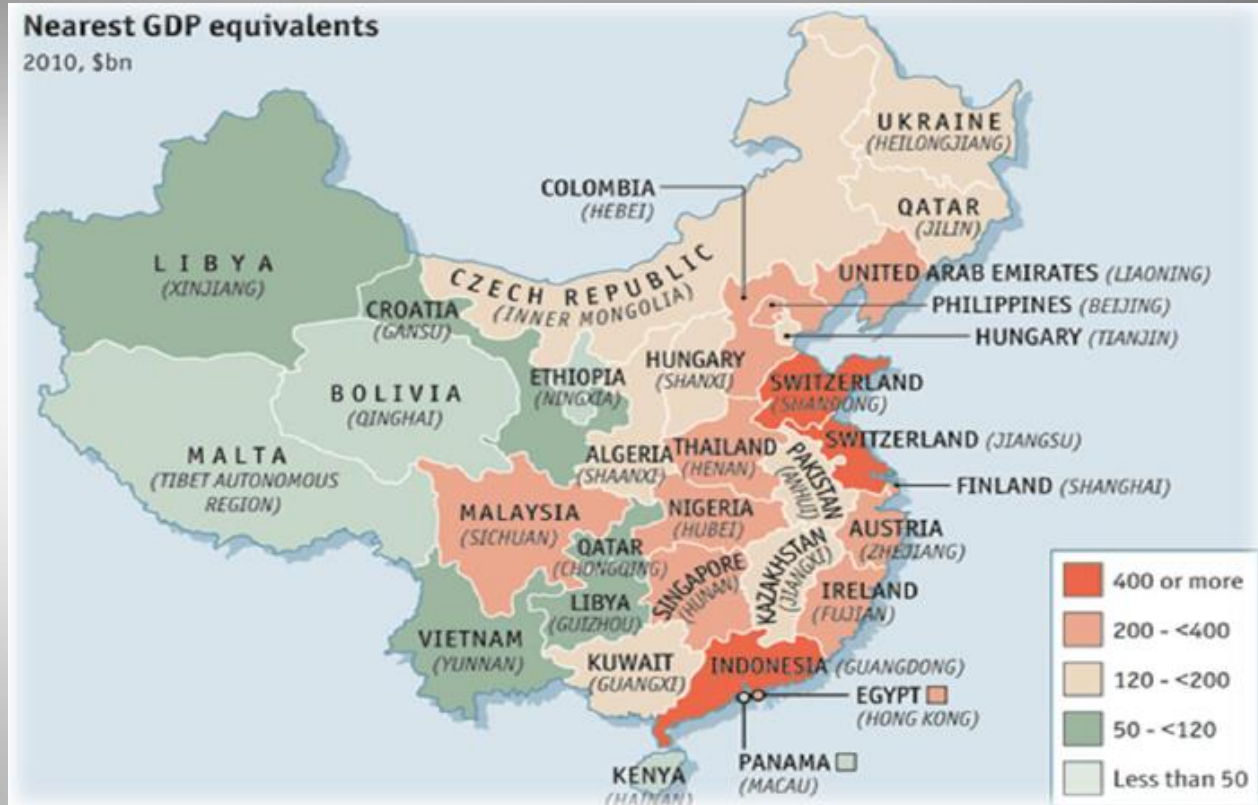 Nearest GDP equivalents
2010, $bn
UKRAINE
(HEILONGJIANG)
COLOMBIA
(HEBEI)
QATAR
(JILIN)
LIBYA
(XINJIANG)
CZECH REPUBLIC
(INNER MONGOLIA)
UNITED ARAB EMIRATES (LIAONING)
PHILIPPINES (BEIJING)
CROATIA
(GANSU)
HUNGARY (TIANJIN)
HUNGARY
(SHANXI)
ETHIOPIA
(NINGXIA)
SWITZERLAND
(SHANDONG)
BOLIVIA
(QINGHAI)
SWITZERLAND (JIANGSU)
MALTA
(TIBET AUTONOMOUS
REGION)
ALGERIA
(SHAANXI)
THAILAND
(HENAN)
PAKISTAN
(ANHUI)
FINLAND (SHANGHAI)
MALAYSIA
(SICHUAN)
NIGERIA
(HUBEI)
AUSTRIA
(ZHEJIANG)
QATAR
(CHONGQING)
SINGAPORE
(HUNAN)
KAZAKHSTAN
(JIANGXI)
IRELAND
(FUJIAN)
LIBYA
(GUIZHOU)
VIETNAM
(YUNNAN)
KUWAIT
(GUANGXI)
INDONESIA (GUANGDONG)
EGYPT
(HONG KONG)
PANAMA
(MACAU)
KENYA
(HAINAN)
400 or more
200 - <400
120 - <200
50 - <120
Less than 50